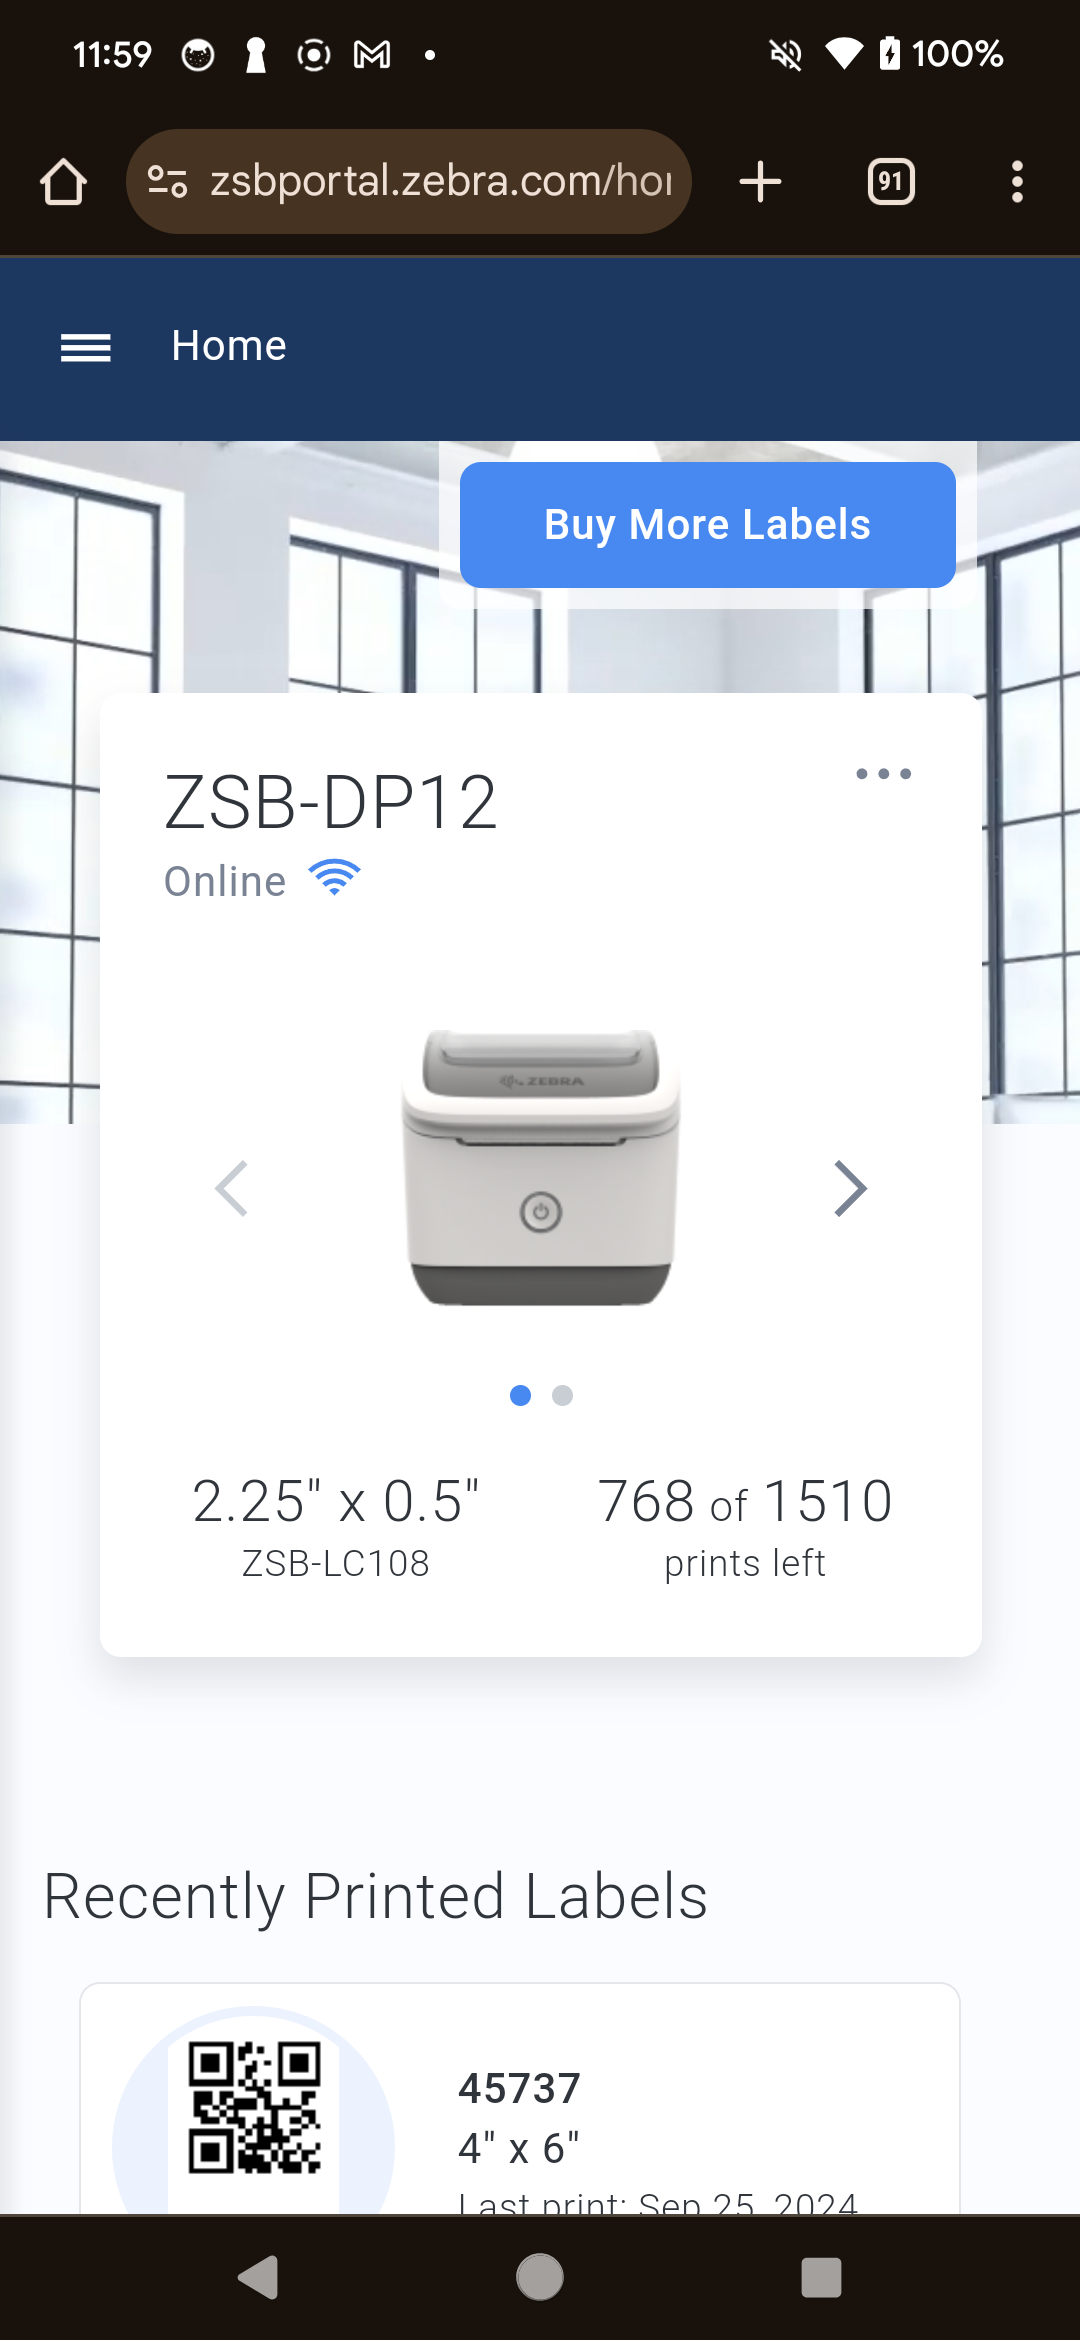 11:59
100%
zsbportal.zebra.com/ho
91
Home
Buy More Labels
ZSB-DP12
Online
ZEBRA
2.25" x 0.5"
768 of 1510
ZSB-LC108
prints left
Recently Printed Labels
45737
4" x 6"
Last print: Sep 25, 2024